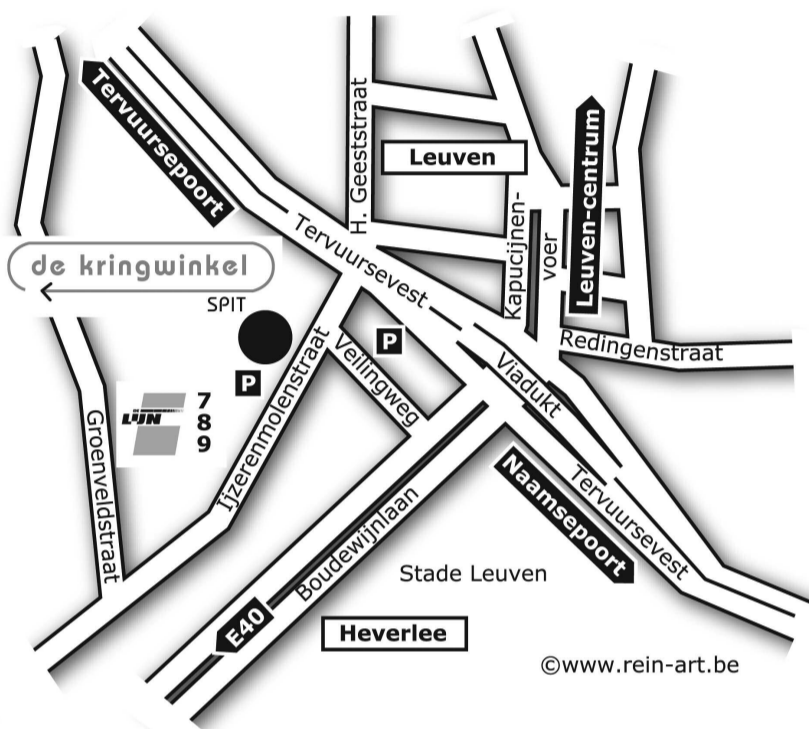 Tervuursepoort
H. Geeststraat
Leuven
Leuven-centrum
Kapucijnen-
voer
Tervuursevest
de kringwinkel
SPIT
P
P
Veilingweg
Viadukt
Redingenstraat
LIJN
7
8
9
Groenveldstraat
Ijzerenmolenstraat
Boudewijnlaan
Naamsepoort
Tervuursevest
Stade Leuven
E40
Heverlee
©www.rein-art.be